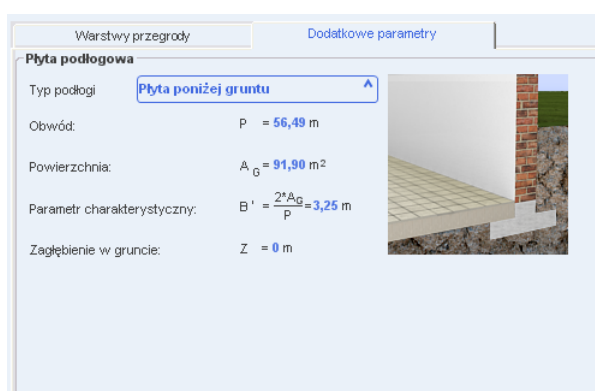 Warstwy przegrody
Dodatkowe parametry
Płyta podłogowa
Typ podłogi Płyta poniżej gruntu
Obwód: P = 56,49 m
Powierzchnia: A G = 91,90 m2
Parametr charakterystyczny: B' = 2*AG/P = 3,25 m
Zagłębienie w gruncie: Z = 0 m